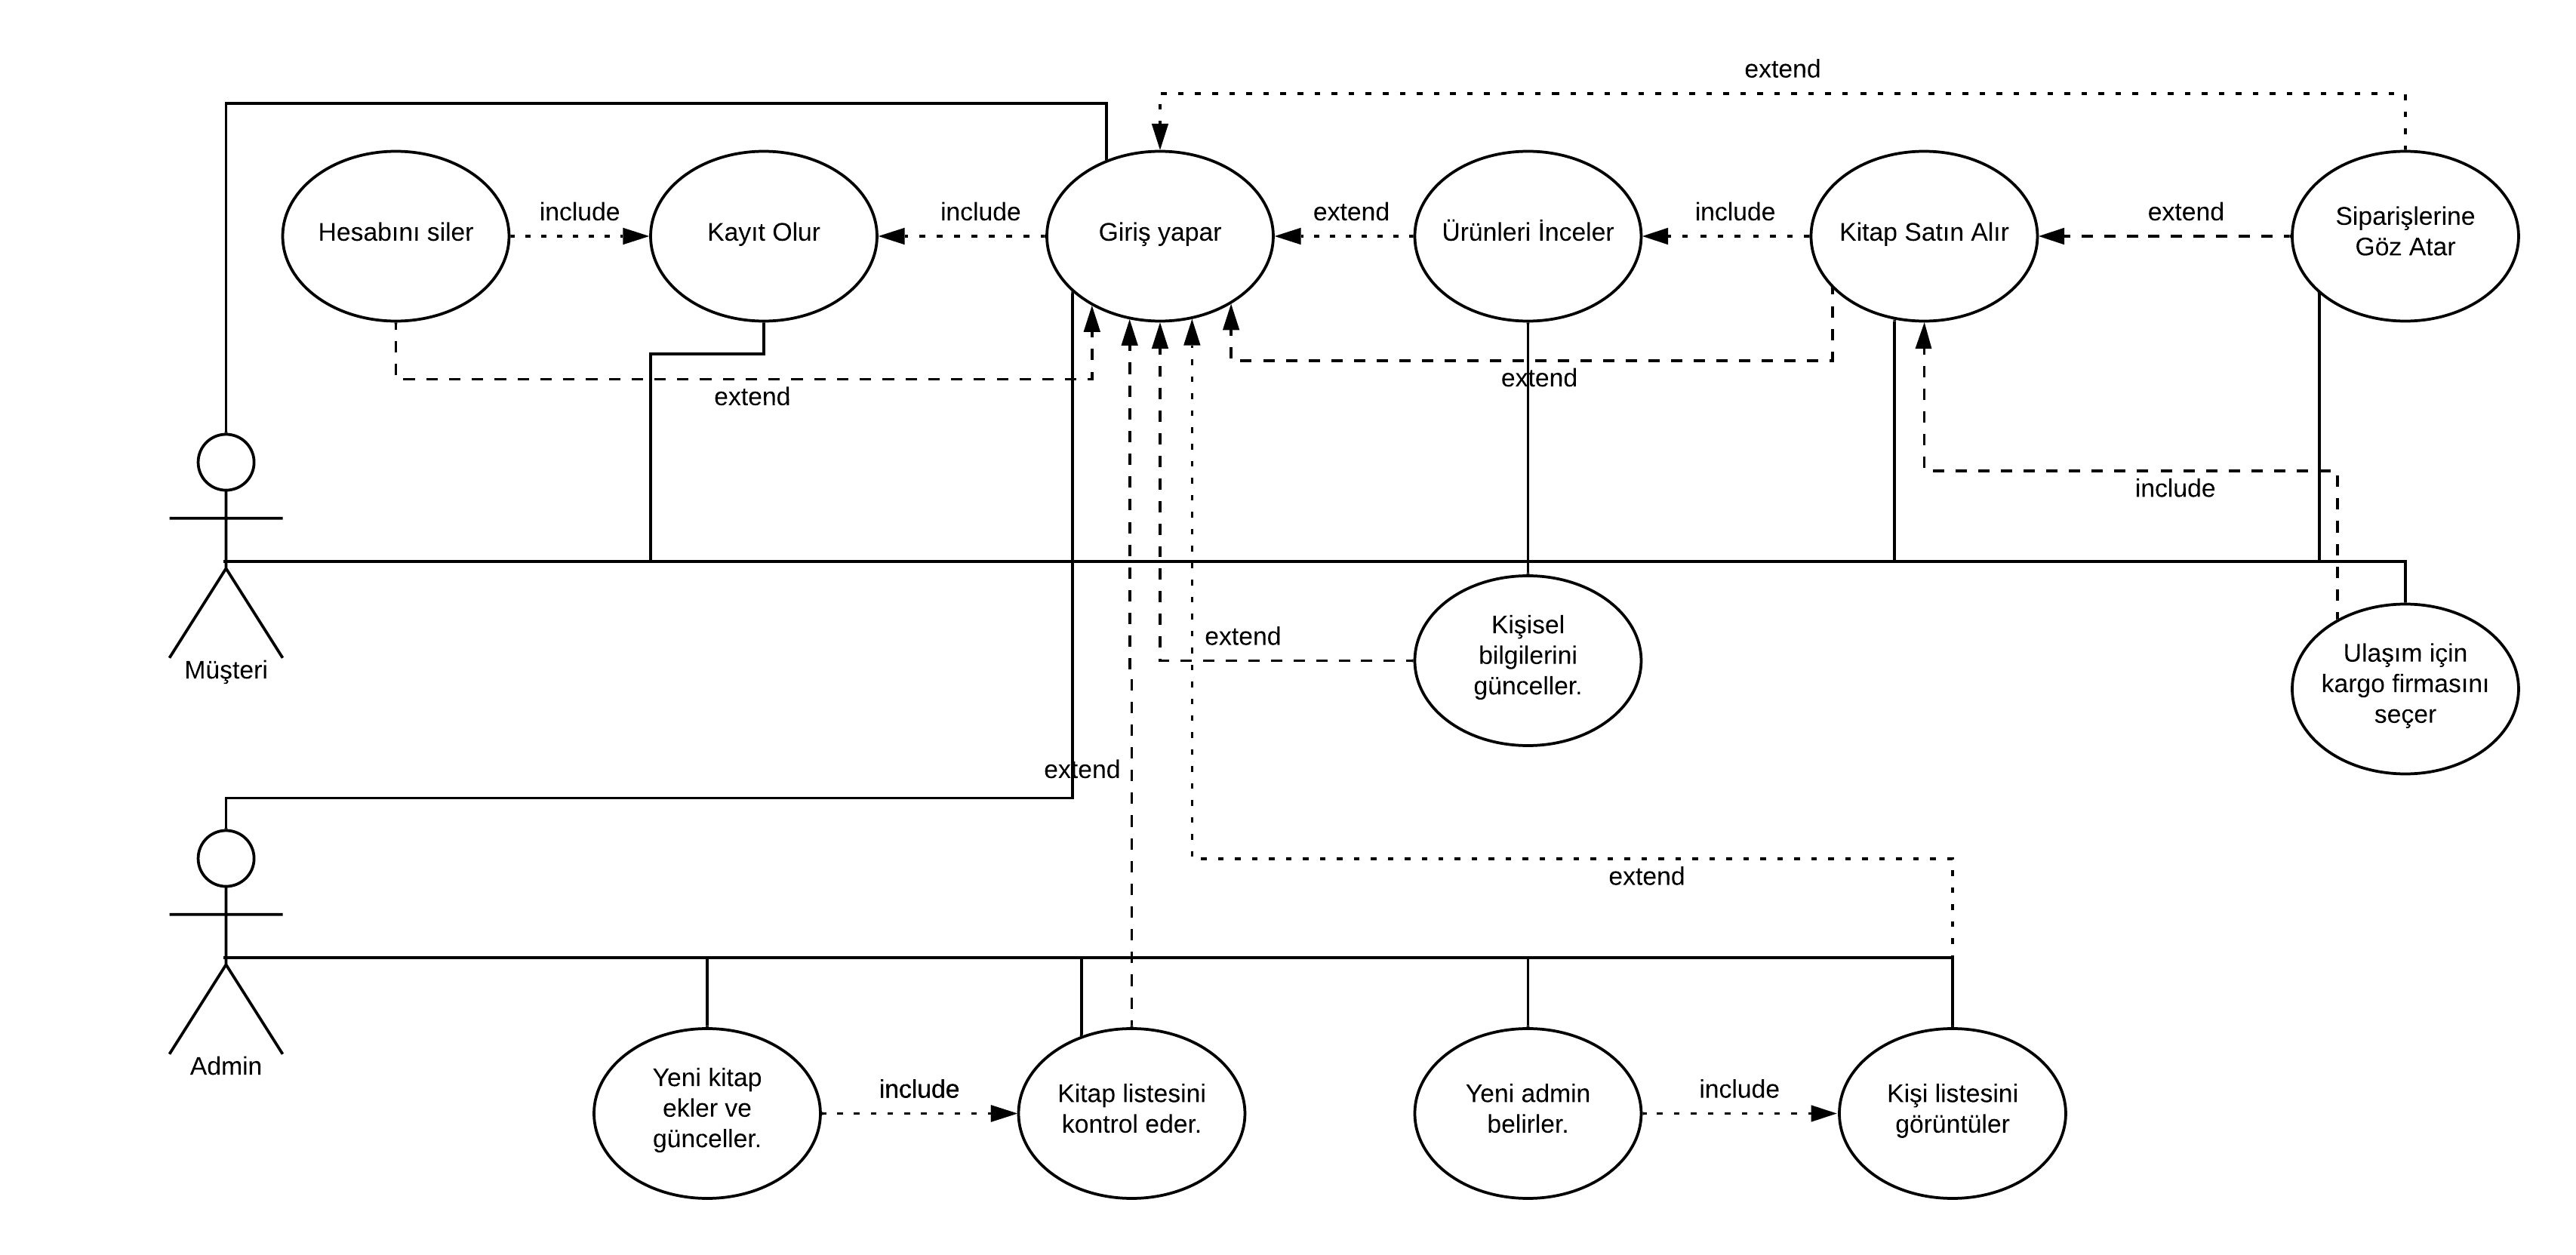 extend
Hesabını siler
include
Kayıt Olur
include
Giriş yapar
extend
Ürünleri İnceler
include
Kitap Satın Alır
extend
Siparişlerine
Göz Atar
extend
extend
include
Müşteri
extend
Kişisel
bilgilerini
günceller.
Ulaşım için
kargo firmasını
seçer
extend
extend
Admin
Yeni kitap
ekler ve
günceller.
include
Kitap listesini
kontrol eder.
Yeni admin
belirler.
include
Kişi listesini
görüntüler